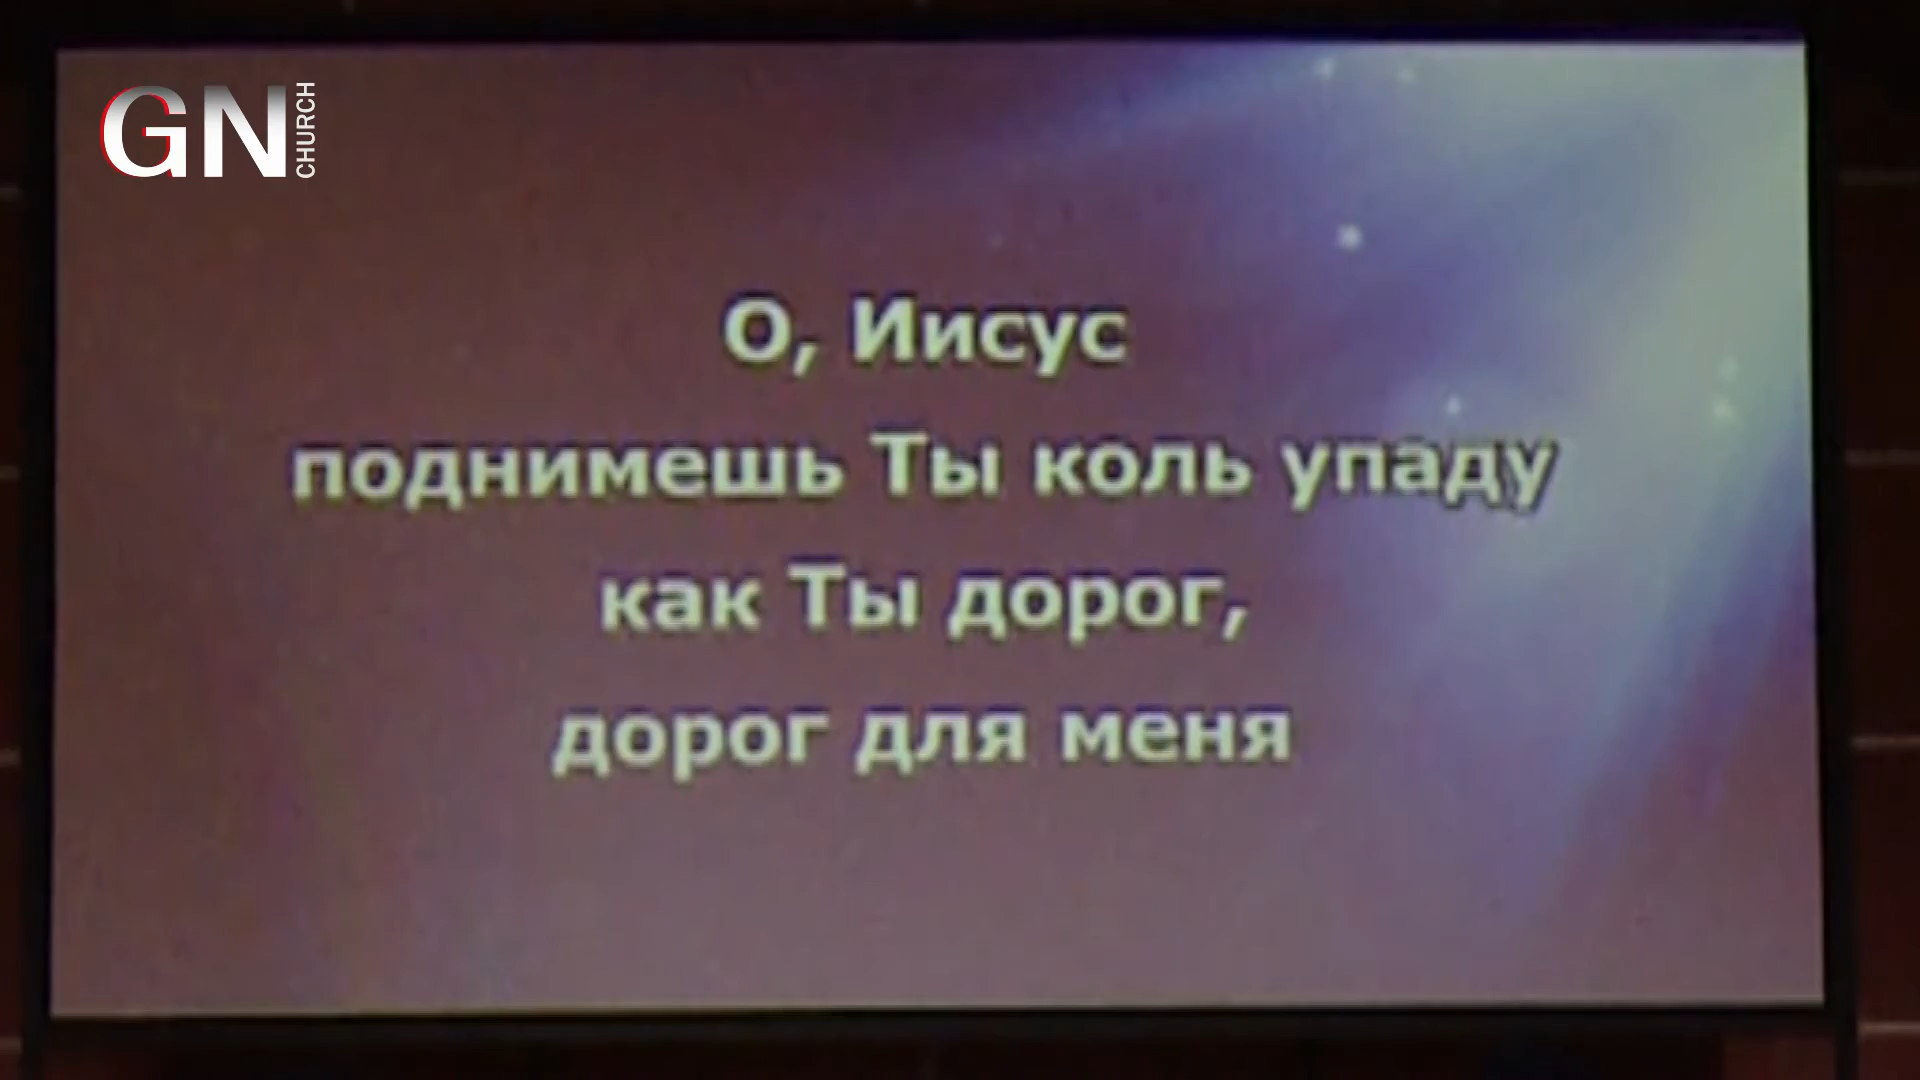 GN CHURCH
О, Иисус
поднимешь Ты коль упаду
как Ты дорог,
дорог для меня